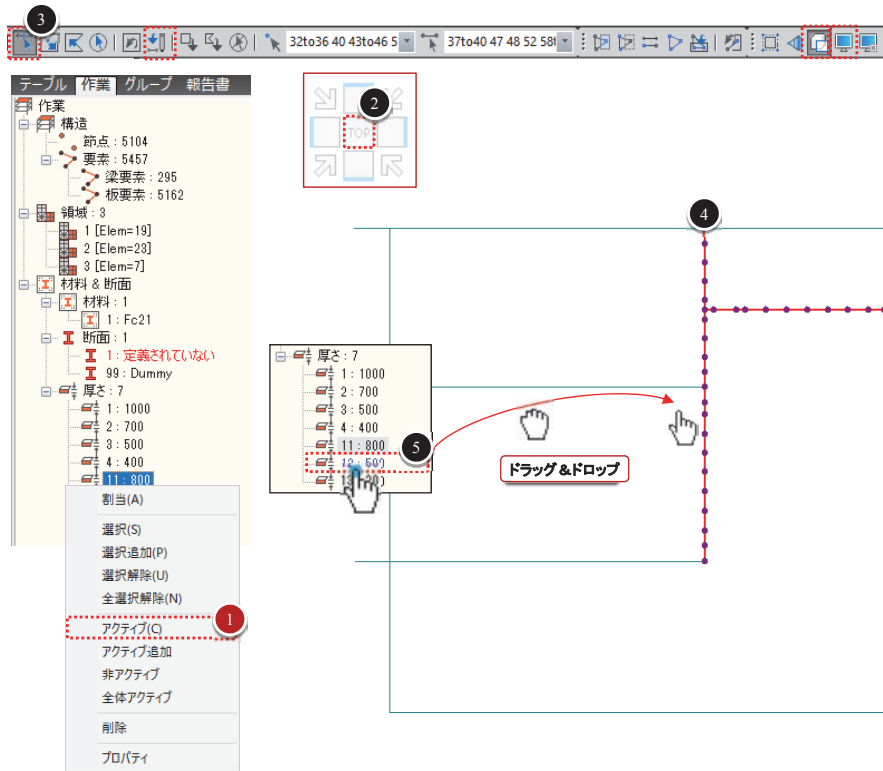 3
32to36 40 43to46 5
37to40 47 48 52 58t
テーブル 作業 グループ 報告書
作業
構造
節点 : 5104
要素 : 5457
梁要素 : 295
板要素 : 5162
領域 : 3
1 [Elem=19]
2 [Elem=23]
3 [Elem=7]
材料 & 断面
材料 : 1
1 : Fc21
断面 : 1
1 : 定義されていない
99 : Dummy
厚さ : 7
1 : 1000
2 : 700
3 : 500
4 : 400
11 : 800
割当(A)
選択(S)
選択追加(P)
選択解除(U)
全選択解除(N)
アクティブ(C)
1
アクティブ追加
非アクティブ
全体アクティブ
削除
プロパティ
2
TOP
厚さ : 7
1 : 1000
2 : 700
3 : 500
4 : 400
11 : 800
5
12 : 500
ドラッグ&ドロップ
4